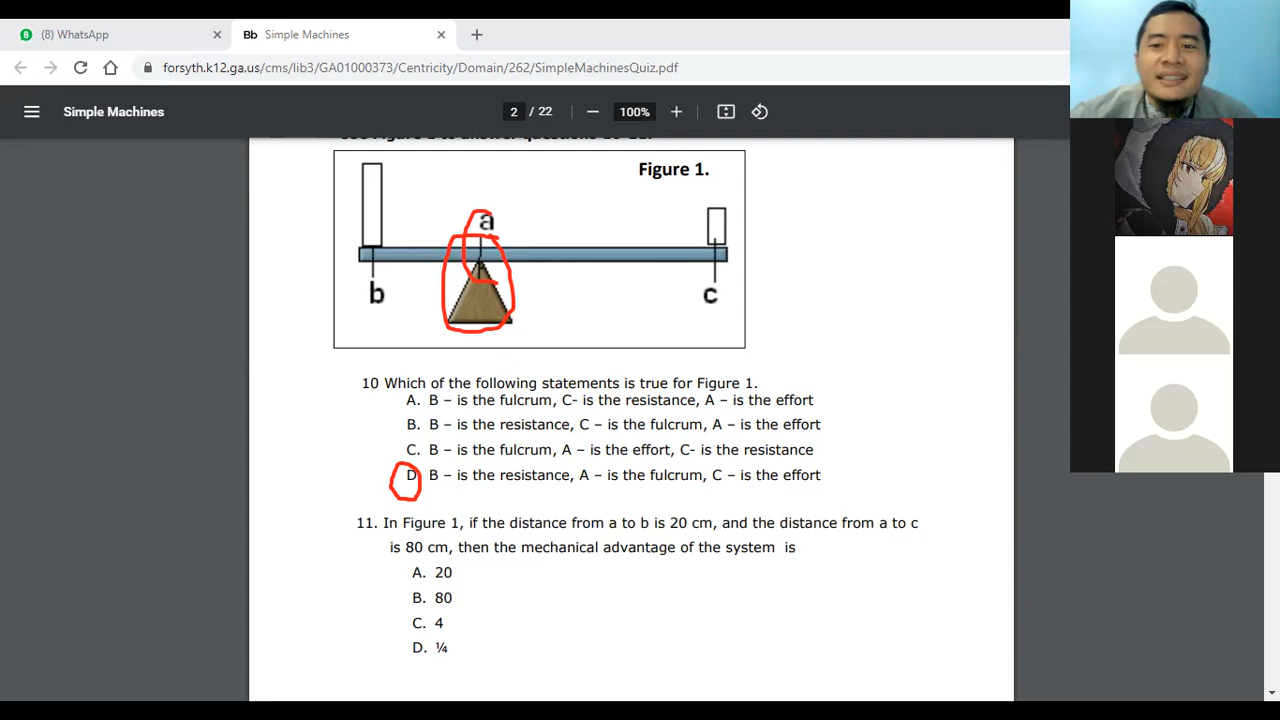 (8) WhatsApp
Bb Simple Machines
forsyth.k12.ga.us/cms/lib3/GA01000373/Centricity/Domain/262/SimpleMachinesQuiz.pdf
Simple Machines
2 / 22
100%
Figure 1.
a
b
c
10 Which of the following statements is true for Figure 1.
A. B – is the fulcrum, C- is the resistance, A – is the effort
B. B – is the resistance, C – is the fulcrum, A – is the effort
C. B – is the fulcrum, A – is the effort, C- is the resistance
D. B – is the resistance, A – is the fulcrum, C – is the effort
11. In Figure 1, if the distance from a to b is 20 cm, and the distance from a to c
is 80 cm, then the mechanical advantage of the system is
A. 20
B. 80
C. 4
D. ¼